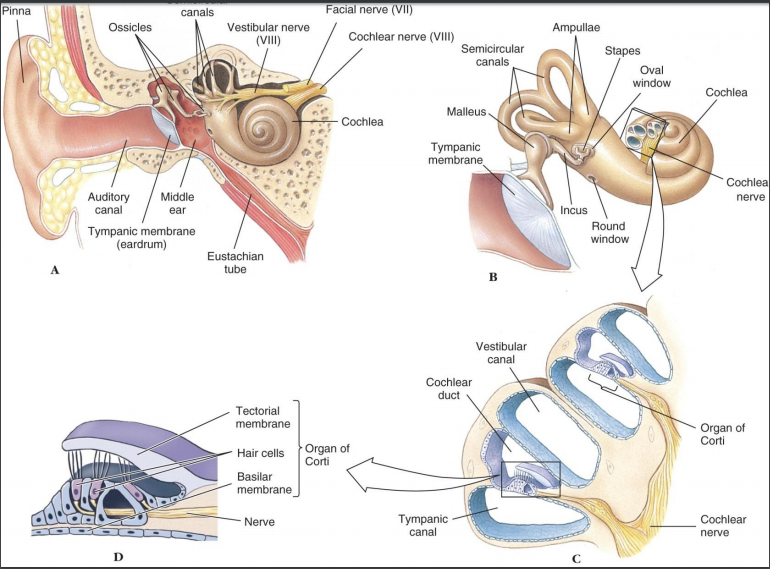 Pinna
Ossicles
canals
Vestibular nerve
(VIII)
Facial nerve (VII)
Cochlear nerve (VIII)
Cochlea
Auditory
canal
Middle
ear
Tympanic membrane
(eardrum)
Eustachian
tube
A
Ampullae
Semicircular
canals
Stapes
Oval
window
Cochlea
Malleus
Tympanic
membrane
Cochlea
nerve
Incus
Round
window
B
Vestibular
canal
Cochlear
duct
Organ of
Corti
Tympanic
canal
Cochlear
nerve
C
Tectorial
membrane
Hair cells
Organ of
Corti
Basilar
membrane
Nerve
D